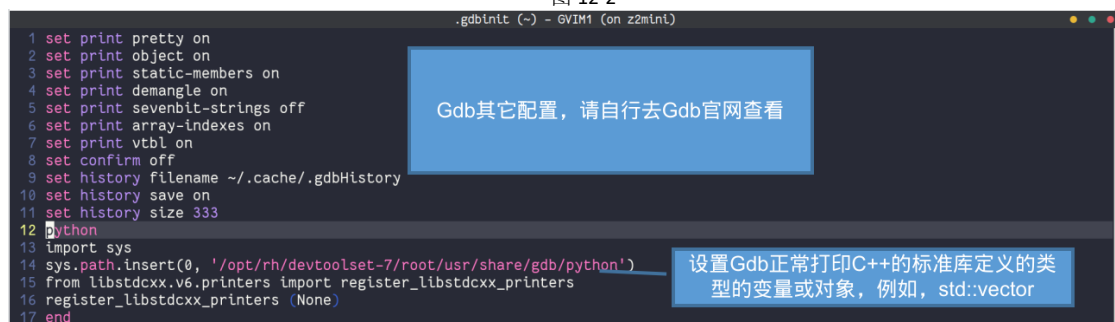 图 12-2
.gdbinit (~) - GVIM1 (on z2mini)
1 set print pretty on
2 set print object on
3 set print static-members on
4 set print demangle on
5 set print sevenbit-strings off
6 set print array-indexes on
7 set print vtbl on
8 set confirm off
9 set history filename ~/.cache/.gdbHistory
10 set history save on
11 set history size 333
12 python
13 import sys
14 sys.path.insert(0, '/opt/rh/devtoolset-7/root/usr/share/gdb/python')
15 from libstdcxx.v6.printers import register_libstdcxx_printers
16 register_libstdcxx_printers (None)
17 end
Gdb其它配置，请自行去Gdb官网查看
设置Gdb正常打印C++的标准库定义的类
型的变量或对象，例如，std::vector